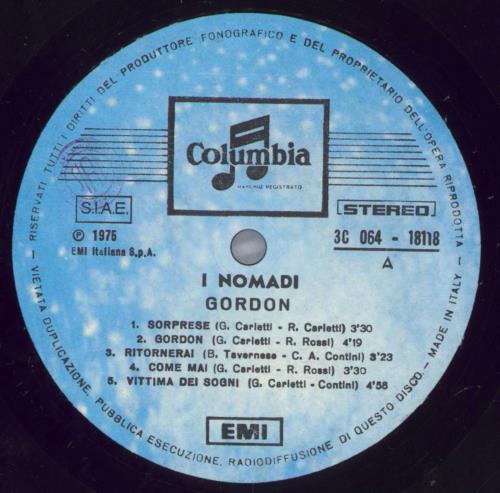 RISERVATI TUTTI I DIRITTI DEL PRODUTTORE FONOGRAFICO E DEL PROPRIETARIO DELL'OPERA RIPRODOTTA
Columbia
MARCHIO REGISTRATO
S.I.A.E.
STEREO
℗ 1975
3C 064 - 18118
EMI Italiana S.p.A.
A
I NOMADI
GORDON
1. SORPRESE (G. Carletti - R. Carletti) 3'30
2. GORDON (G. Carletti - R. Rossi) 4'19
3. RITORNERAI (B. Tavernese - C. A. Contini) 3'23
4. COME MAI (G. Carletti - R. Rossi) 3'30
5. VITTIMA DEI SOGNI (G. Carletti - Contini) 4'58
EMI
- VIETATA DUPLICAZIONE, PUBBLICA ESECUZIONE, RADIODIFFUSIONE DI QUESTO DISCO. - MADE IN ITALY -